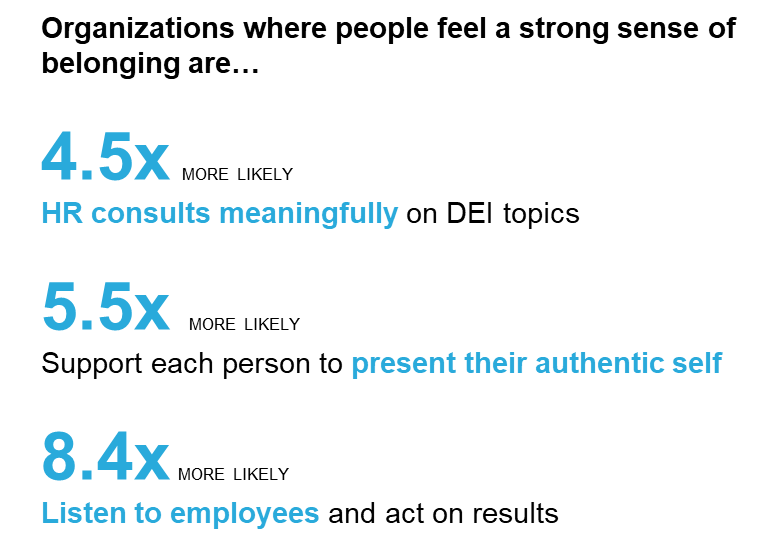 Organizations where people feel a strong sense of
belonging are…
4.5x MORE LIKELY
HR consults meaningfully on DEI topics
5.5x MORE LIKELY
Support each person to present their authentic self
8.4x MORE LIKELY
Listen to employees and act on results